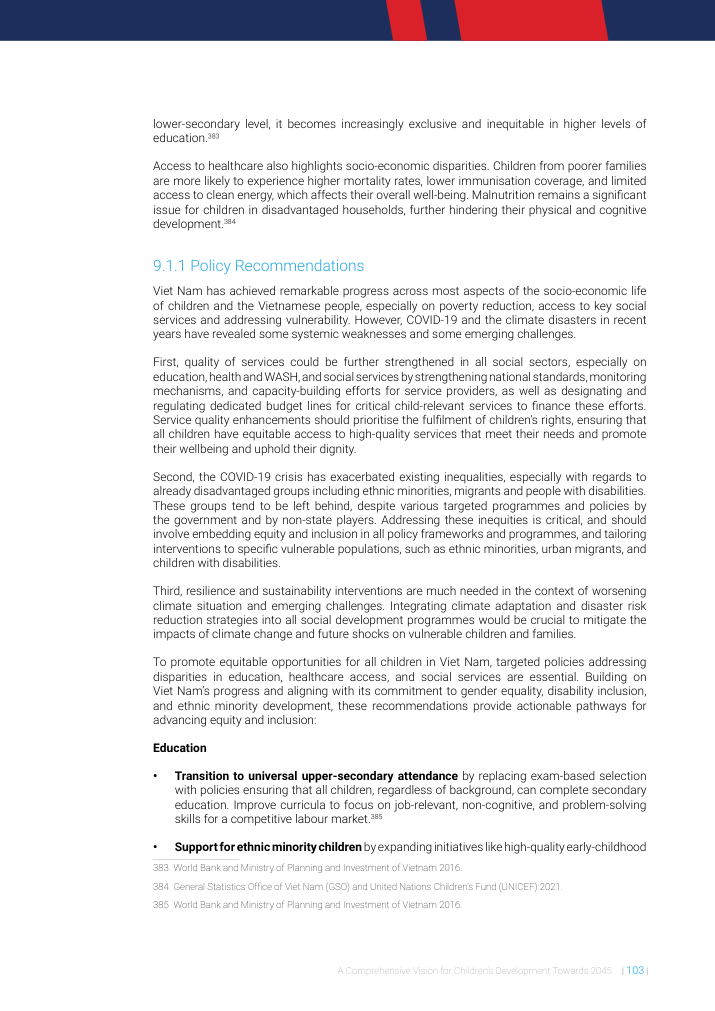 lower-secondary level, it becomes increasingly exclusive and inequitable in higher levels of
education.383
Access to healthcare also highlights socio-economic disparities. Children from poorer families
are more likely to experience higher mortality rates, lower immunisation coverage, and limited
access to clean energy, which affects their overall well-being. Malnutrition remains a significant
issue for children in disadvantaged households, further hindering their physical and cognitive
development.384
9.1.1 Policy Recommendations
Viet Nam has achieved remarkable progress across most aspects of the socio-economic life
of children and the Vietnamese people, especially on poverty reduction, access to key social
services and addressing vulnerability. However, COVID-19 and the climate disasters in recent
years have revealed some systemic weaknesses and some emerging challenges.
First, quality of services could be further strengthened in all social sectors, especially on
education, health and WASH, and social services by strengthening national standards, monitoring
mechanisms, and capacity-building efforts for service providers, as well as designating and
regulating dedicated budget lines for critical child-relevant services to finance these efforts.
Service quality enhancements should prioritise the fulfilment of children's rights, ensuring that
all children have equitable access to high-quality services that meet their needs and promote
their wellbeing and uphold their dignity.
Second, the COVID-19 crisis has exacerbated existing inequalities, especially with regards to
already disadvantaged groups including ethnic minorities, migrants and people with disabilities.
These groups tend to be left behind, despite various targeted programmes and policies by
the government and by non-state players. Addressing these inequities is critical, and should
involve embedding equity and inclusion in all policy frameworks and programmes, and tailoring
interventions to specific vulnerable populations, such as ethnic minorities, urban migrants, and
children with disabilities.
Third, resilience and sustainability interventions are much needed in the context of worsening
climate situation and emerging challenges. Integrating climate adaptation and disaster risk
reduction strategies into all social development programmes would be crucial to mitigate the
impacts of climate change and future shocks on vulnerable children and families.
To promote equitable opportunities for all children in Viet Nam, targeted policies addressing
disparities in education, healthcare access, and social services are essential. Building on
Viet Nam's progress and aligning with its commitment to gender equality, disability inclusion,
and ethnic minority development, these recommendations provide actionable pathways for
advancing equity and inclusion:
Education
• Transition to universal upper-secondary attendance by replacing exam-based selection
with policies ensuring that all children, regardless of background, can complete secondary
education. Improve curricula to focus on job-relevant, non-cognitive, and problem-solving
skills for a competitive labour market.385
• Support for ethnic minority children by expanding initiatives like high-quality early-childhood
383 World Bank and Ministry of Planning and Investment of Vietnam 2016.
384 General Statistics Office of Viet Nam (GSO) and United Nations Children's Fund (UNICEF) 2021.
385 World Bank and Ministry of Planning and Investment of Vietnam 2016.
A Comprehensive Vision for Children's Development Towards 2045 | 103 |